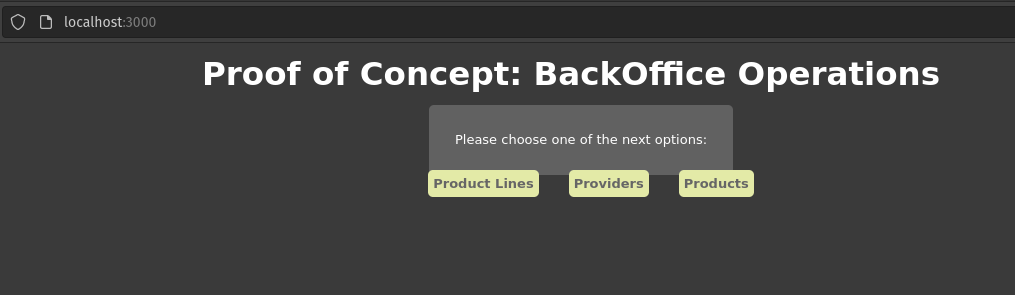 localhost:3000
Proof of Concept: BackOffice Operations
Please choose one of the next options:
Product Lines Providers Products